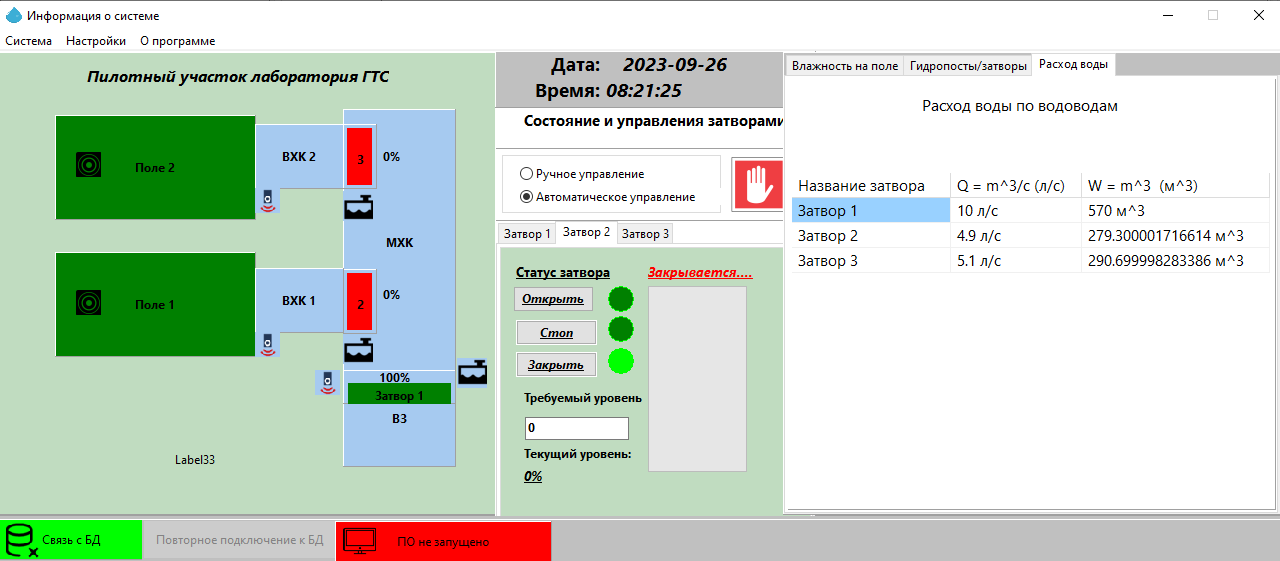 Информация о системе
Система Настройки О программе
Пилотный участок лаборатория ГТС
Поле 2
ВХК 2
3
0%
МХК
Поле 1
ВХК 1
2
0%
100%
Затвор 1
ВЗ
Label33
Дата: 2023-09-26
Время: 08:21:25
Состояние и управления затворами
Ручное управление
Автоматическое управление
Затвор 1 Затвор 2 Затвор 3
Статус затвора Закрывается....
Открыть
Стоп
Закрыть
Требуемый уровень
0
Текущий уровень:
0%
Влажность на поле Гидропосты/затворы Расход воды
Расход воды по водоводам
Название затвора Q = m^3/c (л/с) W = m^3 (м^3)
Затвор 1 10 л/с 570 м^3
Затвор 2 4.9 л/с 279.300001716614 м^3
Затвор 3 5.1 л/с 290.699998283386 м^3
Связь с БД Повторное подключение к БД ПО не запущено